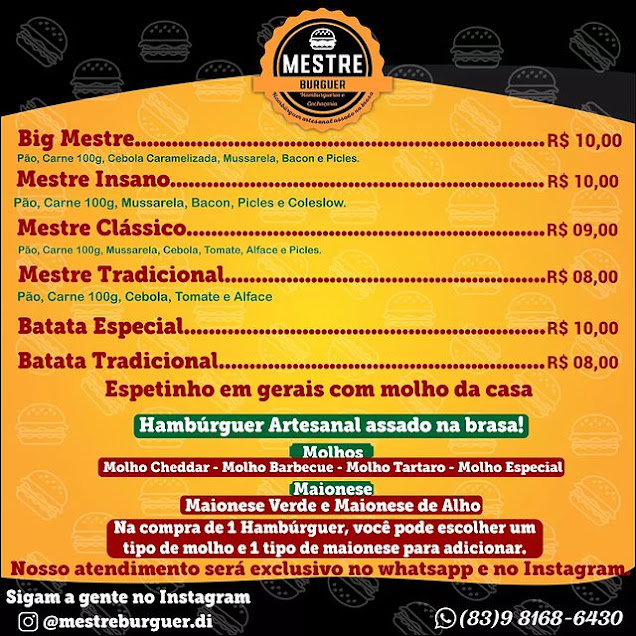 MESTRE
BURGUER
Hamburgueria e
Cachaçaria
Hamburguer artesanal assado na brasa
Big Mestre R$ 10,00
Pão, Carne 100g, Cebola Caramelizada, Mussarela, Bacon e Picles.
Mestre Insano R$ 10,00
Pão, Carne 100g, Mussarela, Bacon, Picles e Coleslow.
Mestre Clássico R$ 09,00
Pão, Carne 100g, Mussarela, Cebola, Tomate, Alface e Picles.
Mestre Tradicional R$ 08,00
Pão, Carne 100g, Cebola, Tomate e Alface
Batata Especial R$ 10,00
Batata Tradicional R$ 08,00
Espetinho em gerais com molho da casa
Hambúrguer Artesanal assado na brasa!
Molhos
Molho Cheddar - Molho Barbecue - Molho Tartaro - Molho Especial
Maionese
Maionese Verde e Maionese de Alho
Na compra de 1 Hambúrguer, você pode escolher um
tipo de molho e 1 tipo de maionese para adicionar.
Nosso atendimento será exclusivo no whatsapp e no Instagram.
Sigam a gente no Instagram
@mestreburguer.di (83)9 8168-6430